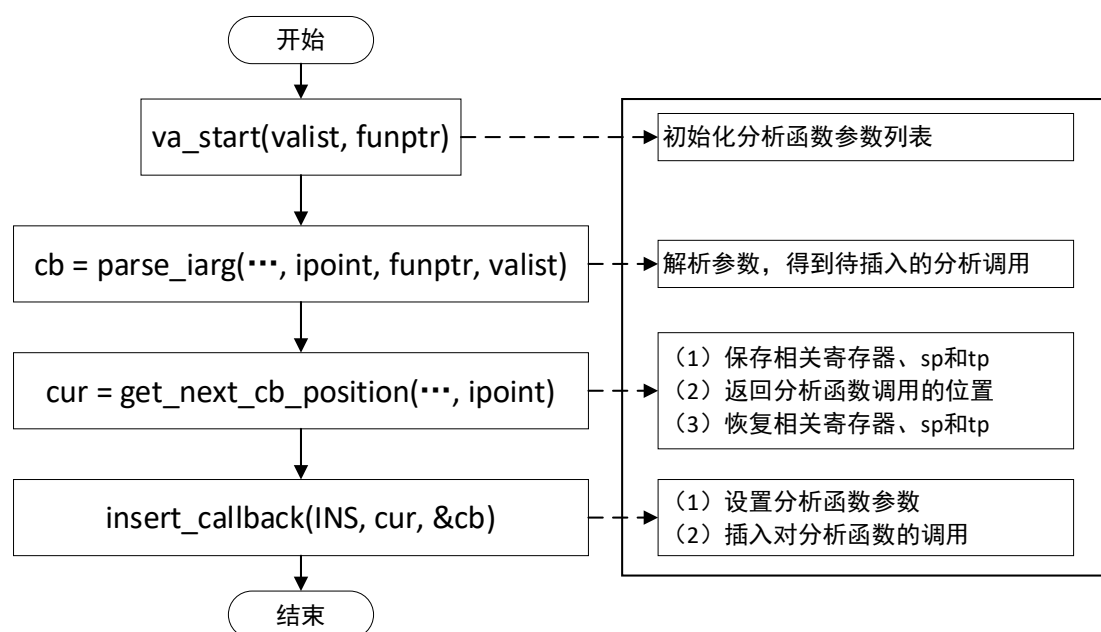 开始
va_start(valist, funptr)
初始化分析函数参数列表
cb = parse_iarg(···, ipoint, funptr, valist)
解析参数，得到待插入的分析调用
cur = get_next_cb_position(···, ipoint)
（1）保存相关寄存器、sp和tp
（2）返回分析函数调用的位置
（3）恢复相关寄存器、sp和tp
insert_callback(INS, cur, &cb)
（1）设置分析函数参数
（2）插入对分析函数的调用
结束